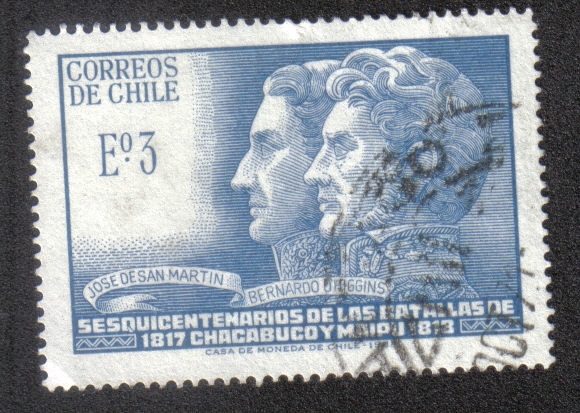 CORREOS
DE CHILE
Eº. 3
JOSE DE SAN MARTIN
BERNARDO O'HIGGINS
SESQUICENTENARIOS DE LAS BATALLAS DE
1817 CHACABUCO Y MAIPU 1818
CASA DE MONEDA DE CHILE